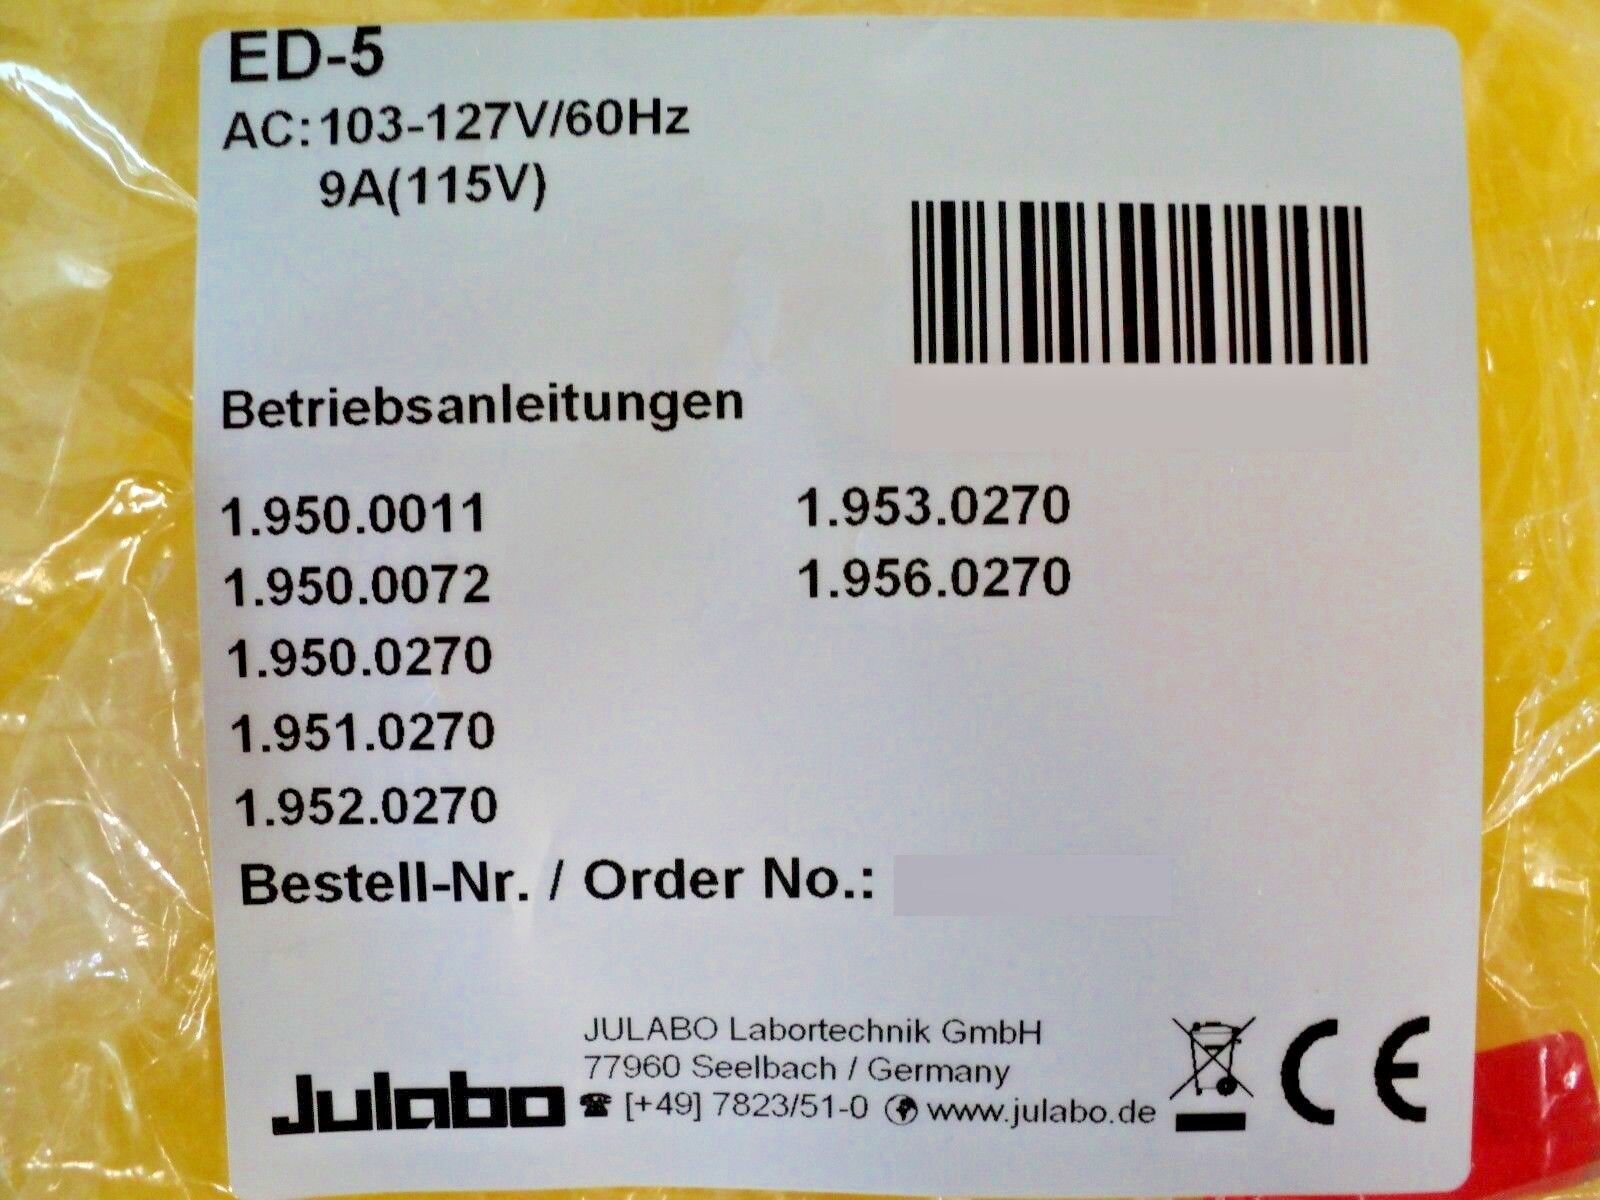 ED-5
AC:103-127V/60Hz
9A(115V)
Betriebsanleitungen
1.950.0011
1.953.0270
1.950.0072
1.956.0270
1.950.0270
1.951.0270
1.952.0270
Bestell-Nr. / Order No.:
JULABO Labortechnik GmbH
77960 Seelbach / Germany
[+49] 7823/51-0 www.julabo.de
Julabo
CE